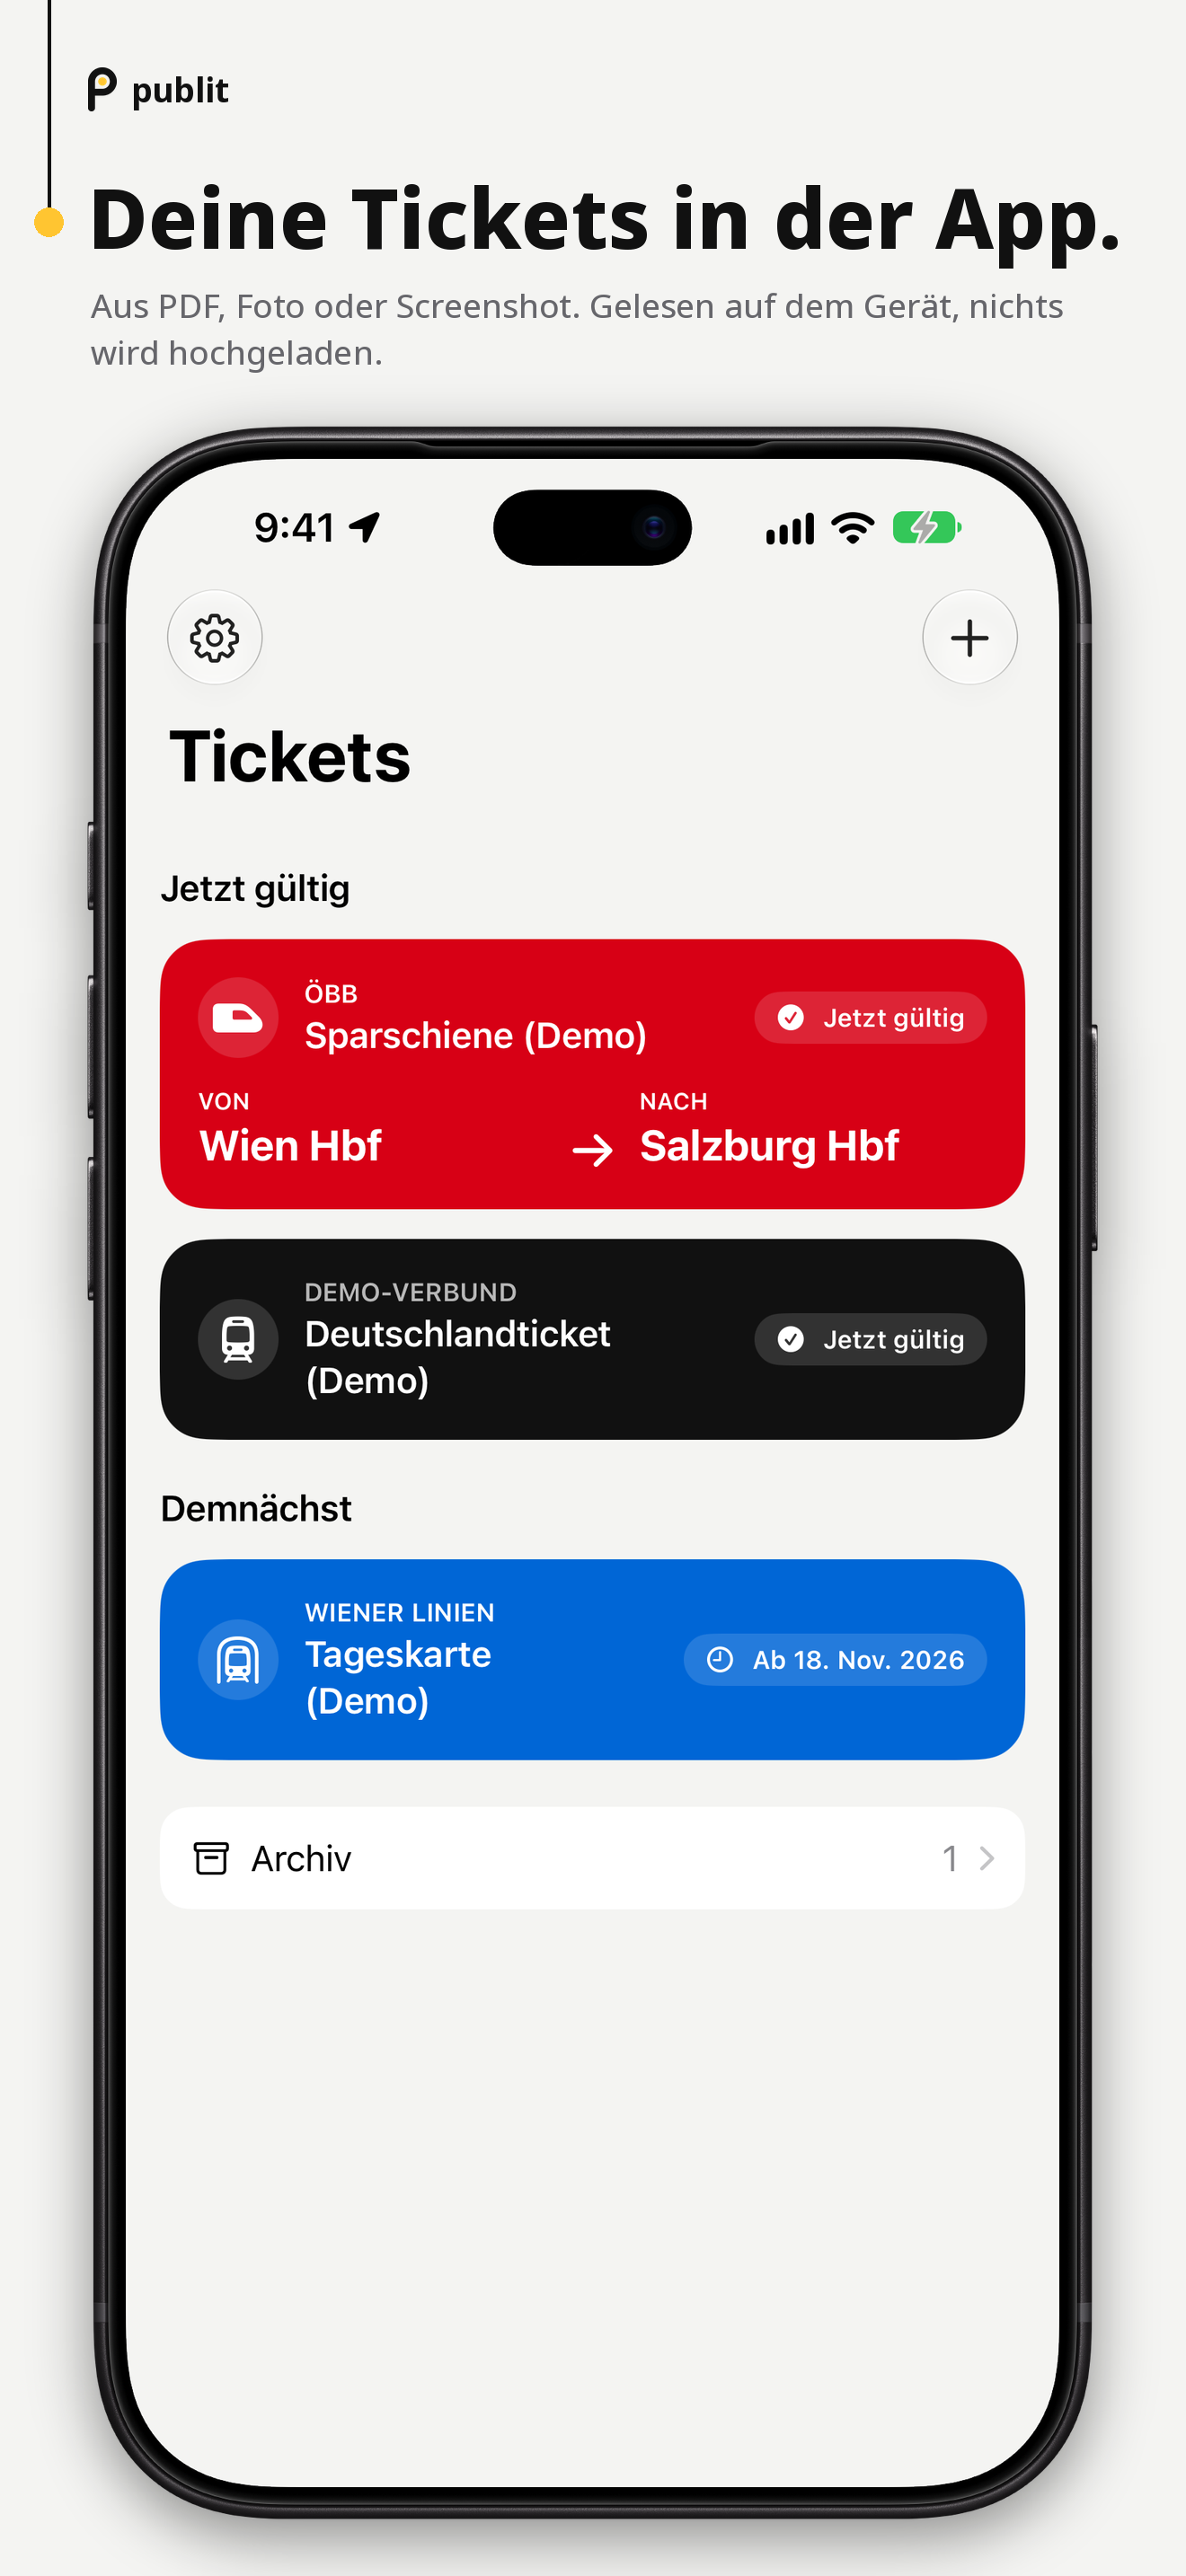 publit
Deine Tickets in der App.
Aus PDF, Foto oder Screenshot. Gelesen auf dem Gerät, nichts
wird hochgeladen.
9:41
Tickets
Jetzt gültig
ÖBB
Sparschiene (Demo)
Jetzt gültig
VON
NACH
Wien Hbf
Salzburg Hbf
DEMO-VERBUND
Deutschlandticket
(Demo)
Jetzt gültig
Demnächst
WIENER LINIEN
Tageskarte
(Demo)
Ab 18. Nov. 2026
Archiv
1